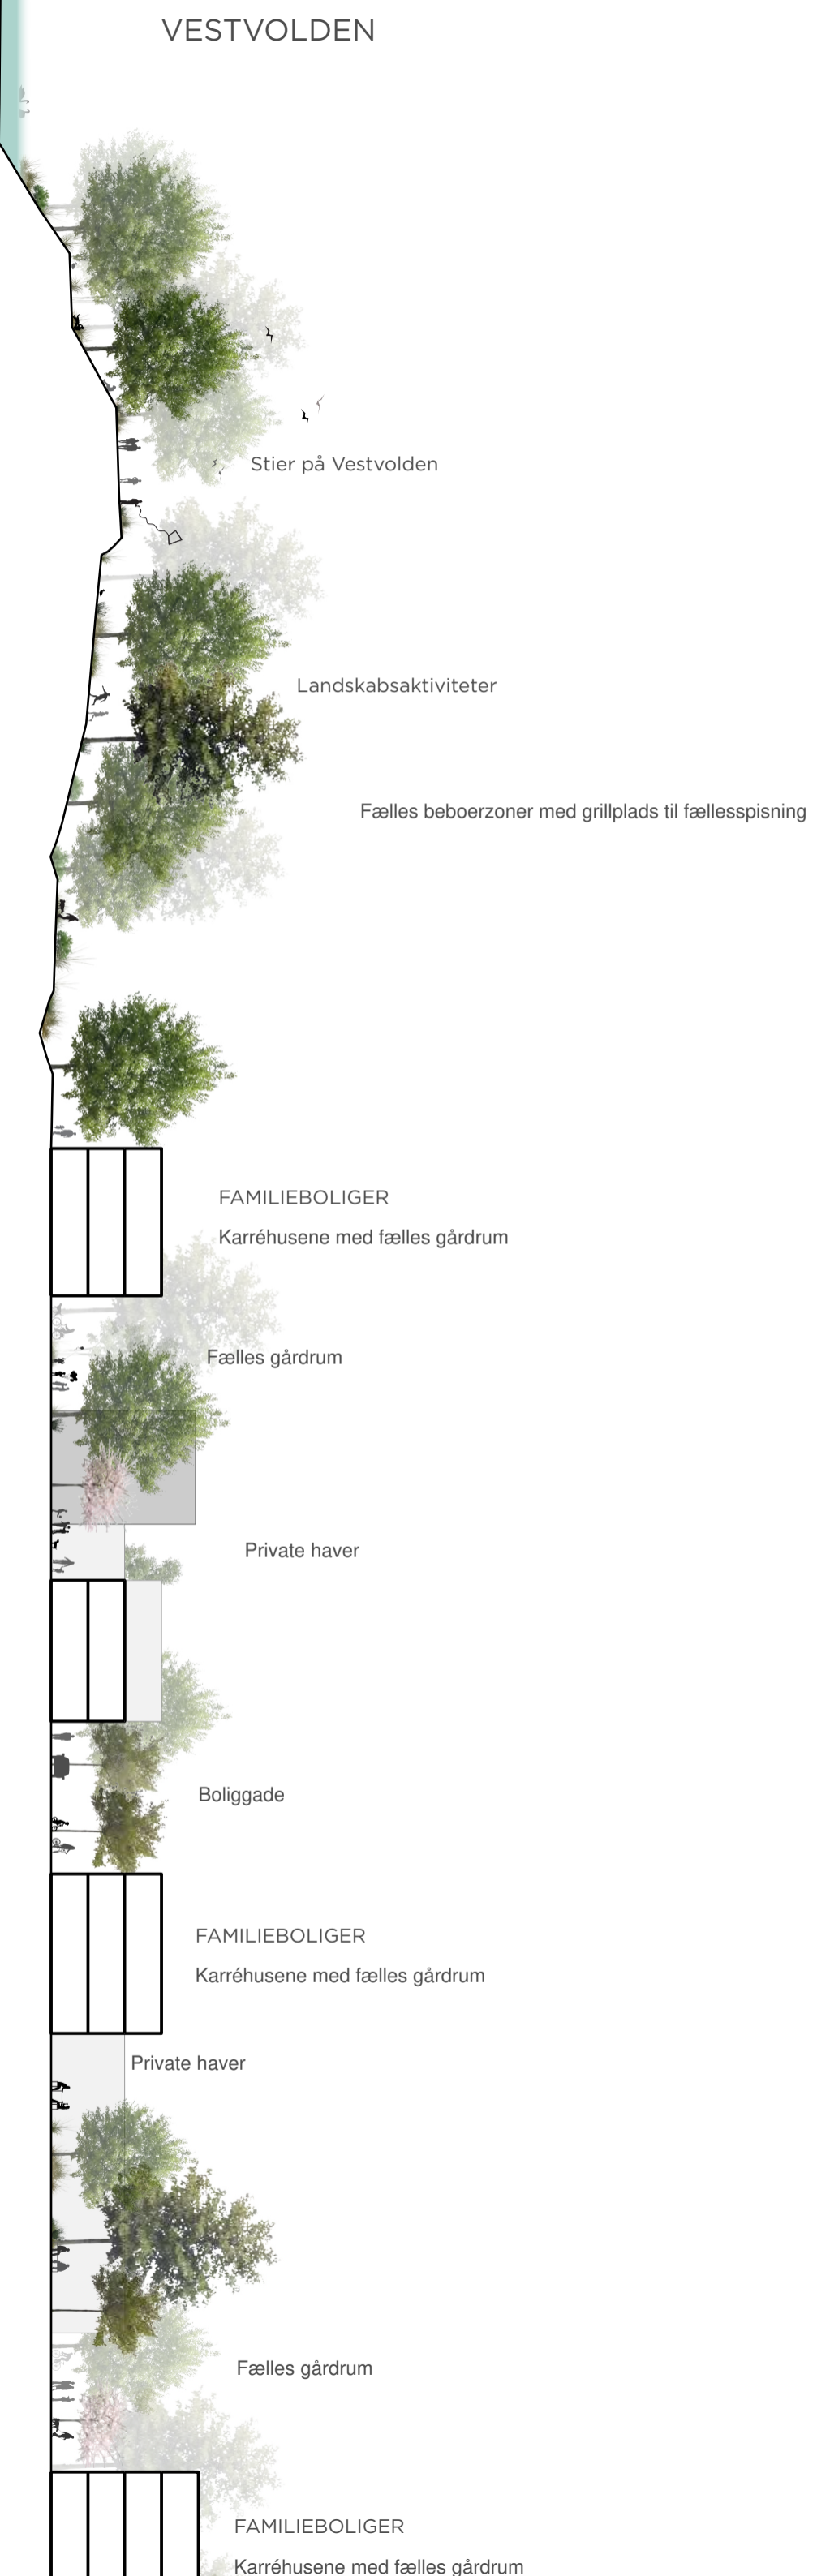 VESTVOLDEN
Stier på Vestvolden
Landskabsaktiviteter
Fælles beboerzoner med grillplads til fællesspisning
FAMILIEBOLIGER
Karréhusene med fælles gårdrum
Fælles gårdrum
Private haver
Boliggade
FAMILIEBOLIGER
Karréhusene med fælles gårdrum
Private haver
Fælles gårdrum
FAMILIEBOLIGER
Karréhusene med fælles gårdrum